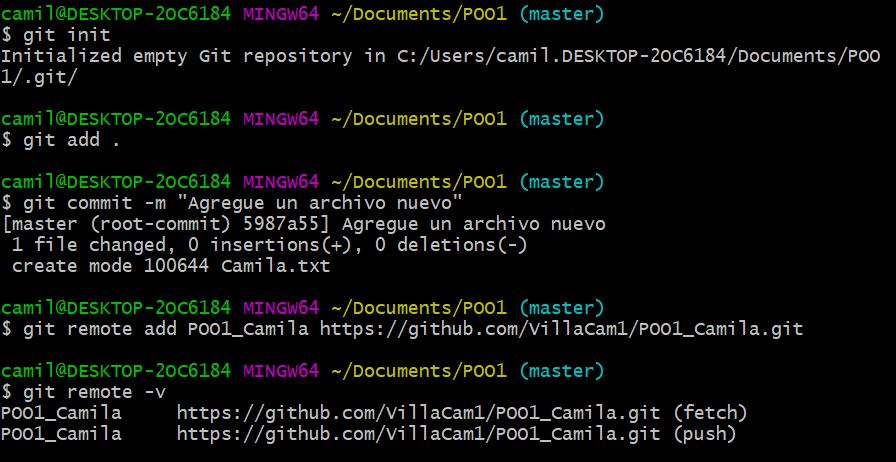 camil@DESKTOP-2OC6184 MINGW64 ~/Documents/POO1 (master)
$ git init
Initialized empty Git repository in C:/Users/camil.DESKTOP-2OC6184/Documents/POO
1/.git/
camil@DESKTOP-2OC6184 MINGW64 ~/Documents/POO1 (master)
$ git add .
camil@DESKTOP-2OC6184 MINGW64 ~/Documents/POO1 (master)
$ git commit -m "Agregue un archivo nuevo"
[master (root-commit) 5987a55] Agregue un archivo nuevo
 1 file changed, 0 insertions(+), 0 deletions(-)
 create mode 100644 Camila.txt
camil@DESKTOP-2OC6184 MINGW64 ~/Documents/POO1 (master)
$ git remote add POO1_Camila https://github.com/VillaCam1/POO1_Camila.git
camil@DESKTOP-2OC6184 MINGW64 ~/Documents/POO1 (master)
$ git remote -v
POO1_Camila     https://github.com/VillaCam1/POO1_Camila.git (fetch)
POO1_Camila     https://github.com/VillaCam1/POO1_Camila.git (push)